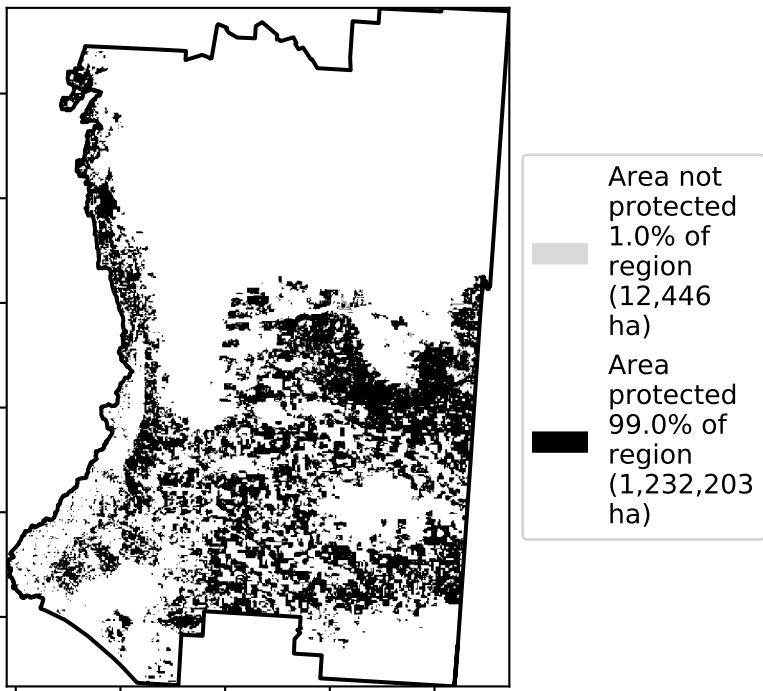 Area not
protected
1.0% of
region
(12,446
ha)
Area
protected
99.0% of
region
(1,232,203
ha)